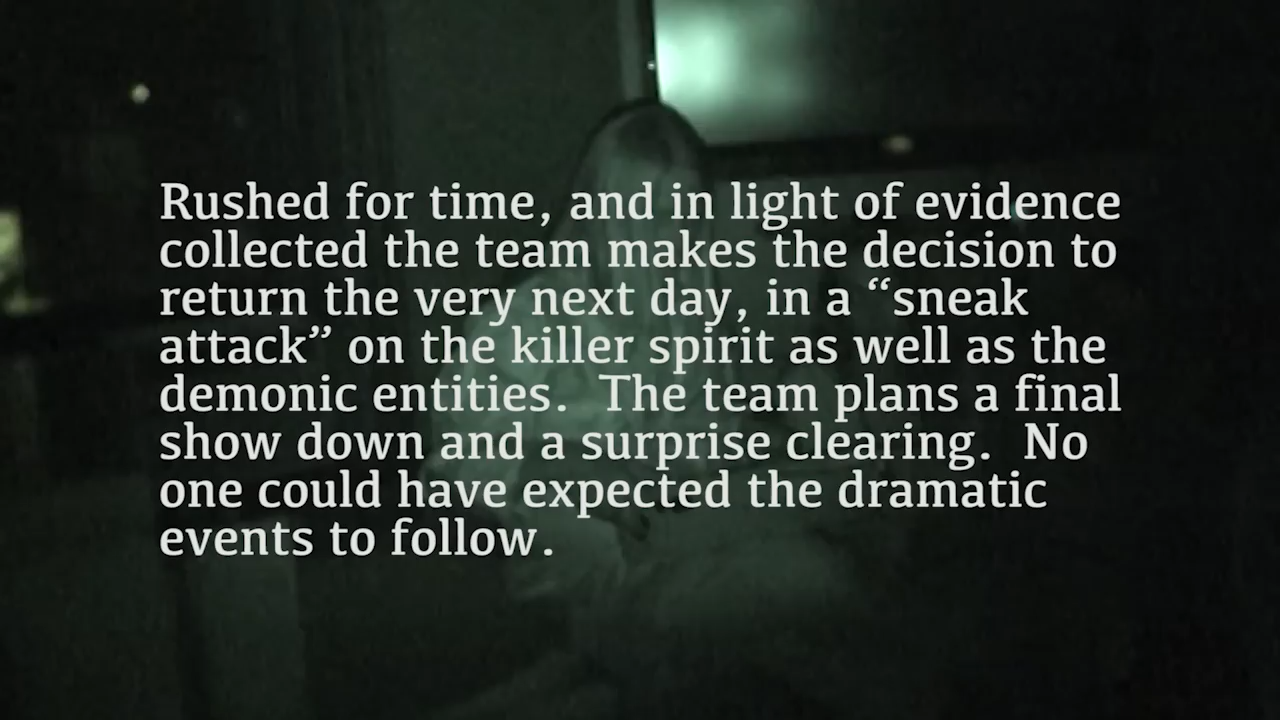 Rushed for time, and in light of evidence
collected the team makes the decision to
return the very next day, in a “sneak
attack” on the killer spirit as well as the
demonic entities.  The team plans a final
show down and a surprise clearing.  No
one could have expected the dramatic
events to follow.